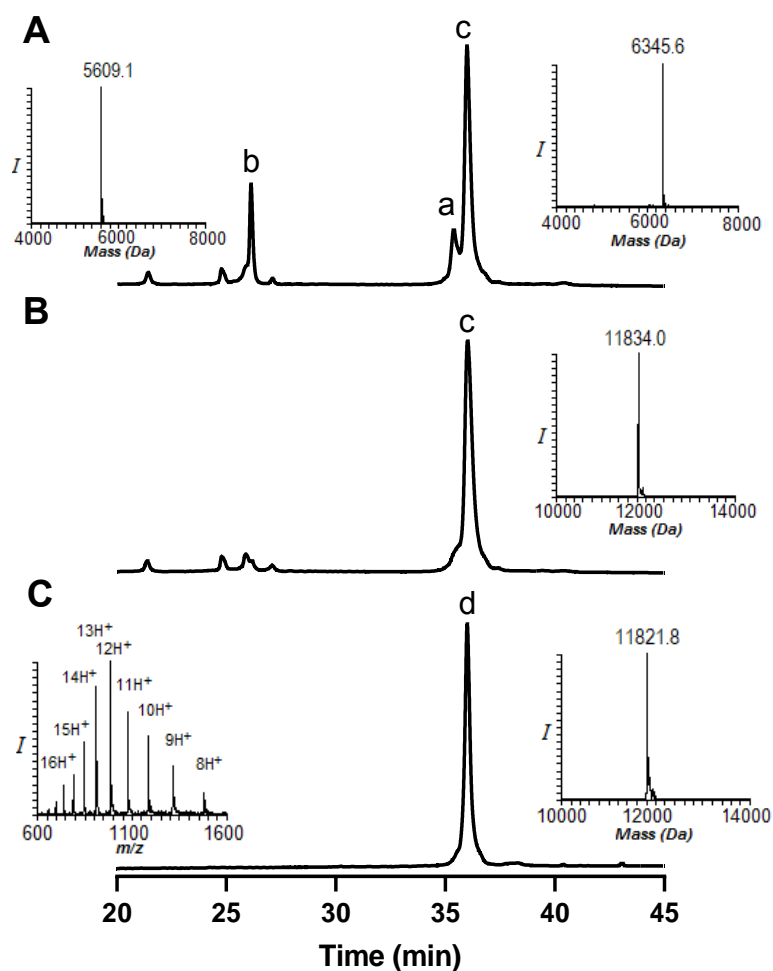 A
c
5609.1
6345.6
b
a
I
I
4000 6000 8000
Mass (Da)
4000 6000 8000
Mass (Da)
B
c
11834.0
I
10000 12000 14000
Mass (Da)
C
d
13H+
12H+
14H+
11H+
15H+
10H+
16H+
9H+
8H+
11821.8
I
I
600 1100 1600
m/z
10000 12000 14000
Mass (Da)
20 25 30 35 40 45
Time (min)